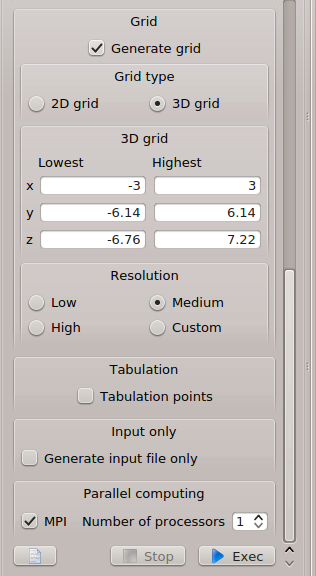 Grid
Generate grid
Grid type
2D grid 3D grid
3D grid
Lowest Highest
x -3 3
y -6.14 6.14
z -6.76 7.22
Resolution
Low Medium
High Custom
Tabulation
Tabulation points
Input only
Generate input file only
Parallel computing
MPI Number of processors 1
Stop Exec